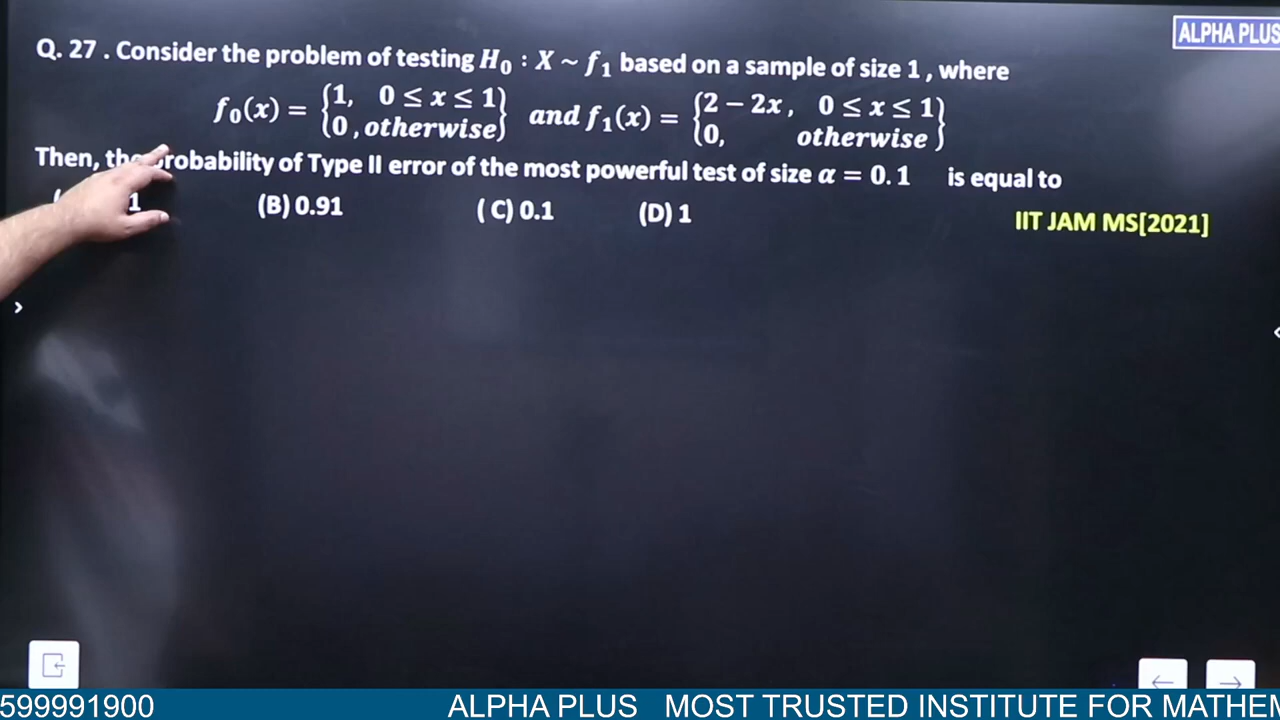 ALPHA PLUS
Q. 27 . Consider the problem of testing H₀ : X ~ f₁ based on a sample of size 1 , where
f₀(x) = {1, 0 ≤ x ≤ 1} and f₁(x) = {2 − 2x , 0 ≤ x ≤ 1}
{0 , otherwise} {0, otherwise}
Then, the probability of Type II error of the most powerful test of size α = 0. 1 is equal to
1 (B) 0.91 ( C) 0.1 (D) 1
IIT JAM MS[2021]
599991900 ALPHA PLUS MOST TRUSTED INSTITUTE FOR MATHEM